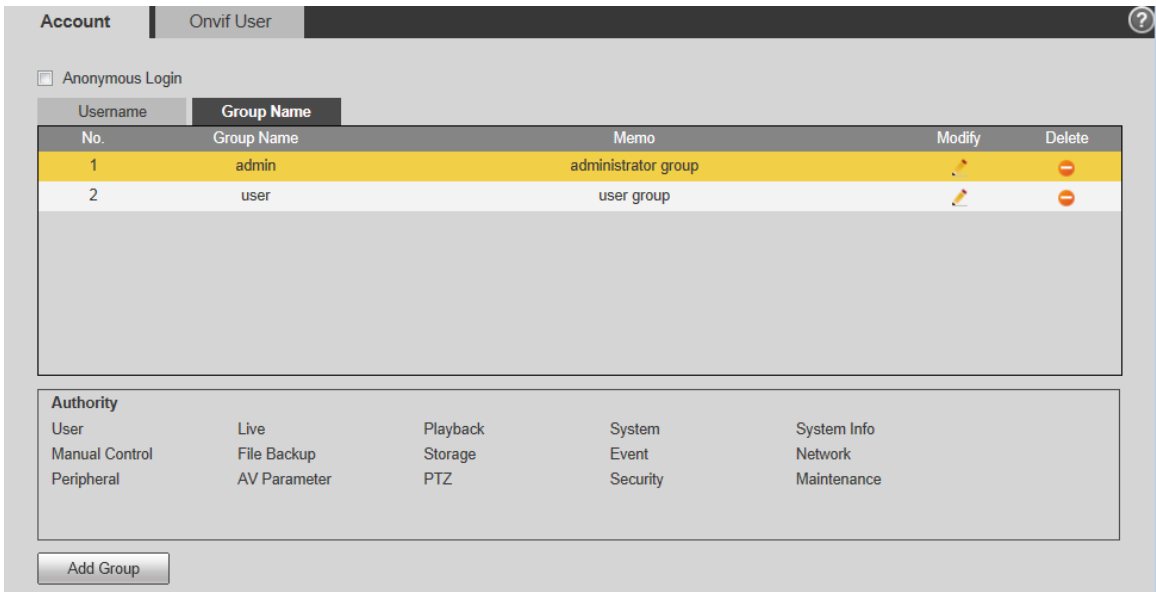 Account Onvif User ?
Anonymous Login
Username Group Name
No. Group Name Memo Modify Delete
1 admin administrator group
2 user user group
Authority
User Live Playback System System Info
Manual Control File Backup Storage Event Network
Peripheral AV Parameter PTZ Security Maintenance
Add Group